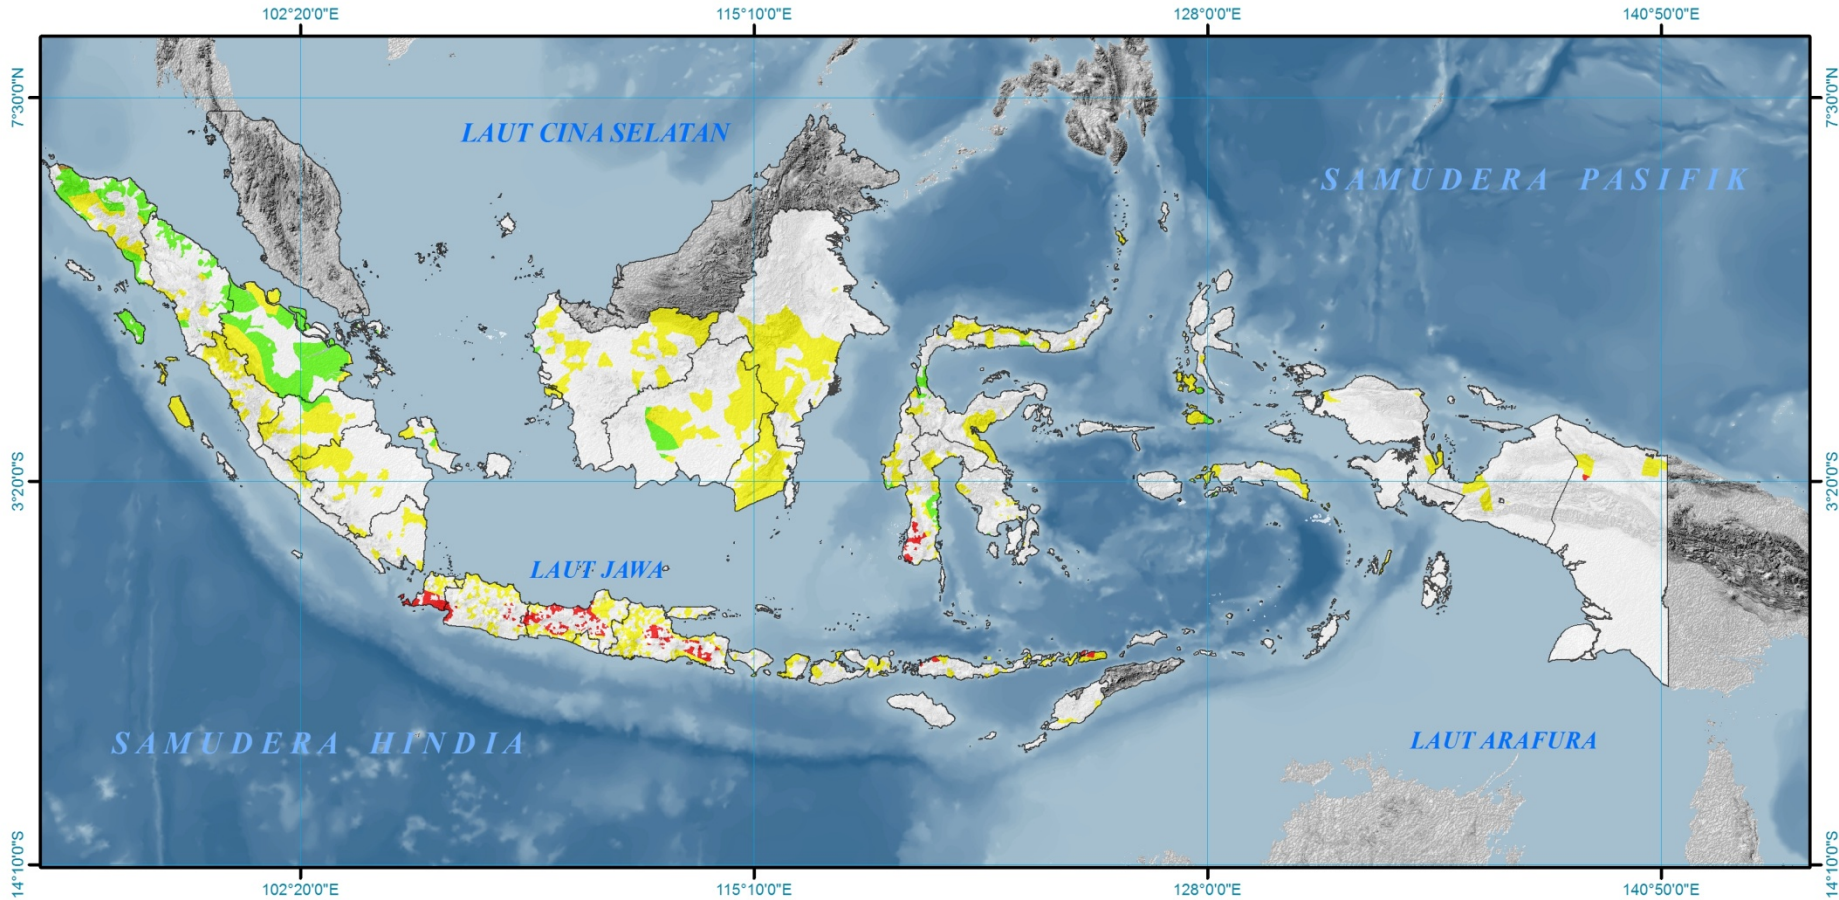 102°20'0"E 115°10'0"E 128°0'0"E 140°50'0"E
7°30'0"N 7°30'0"N
LAUT CINA SELATAN
SAMUDERA PASIFIK
3°20'0"S 3°20'0"S
LAUT JAWA
SAMUDERA HINDIA
LAUT ARAFURA
14°10'0"S 14°10'0"S
102°20'0"E 115°10'0"E 128°0'0"E 140°50'0"E